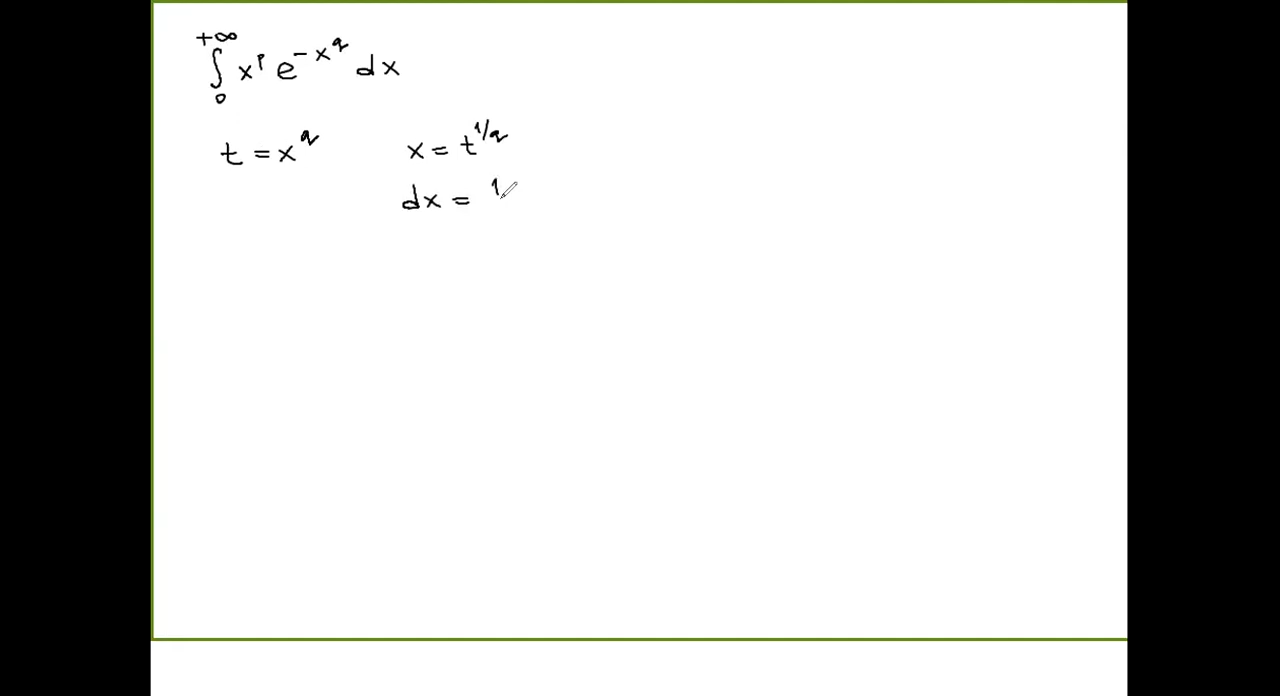 ∫₀^{+∞} x^p e^{-x^q} dx
t = x^q x = t^{1/q}
dx = 1